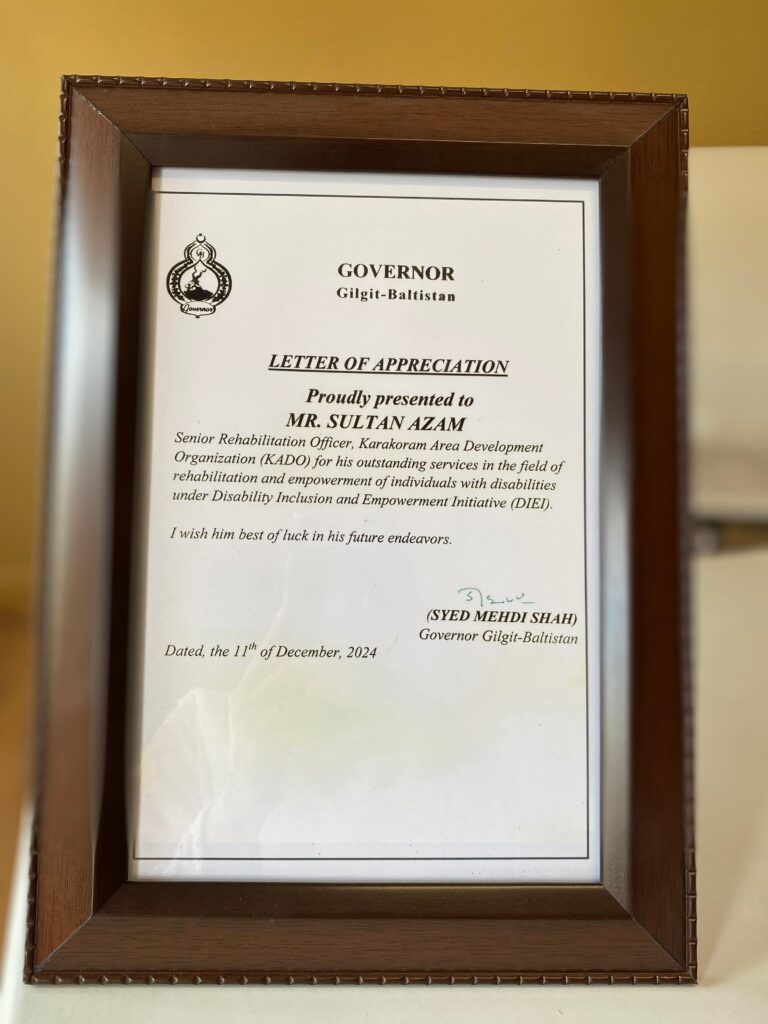 Governor
GOVERNOR
Gilgit-Baltistan
LETTER OF APPRECIATION
Proudly presented to
MR. SULTAN AZAM
Senior Rehabilitation Officer, Karakoram Area Development
Organization (KADO) for his outstanding services in the field of
rehabilitation and empowerment of individuals with disabilities
under Disability Inclusion and Empowerment Initiative (DIEI).
I wish him best of luck in his future endeavors.
(SYED MEHDI SHAH)
Governor Gilgit-Baltistan
Dated, the 11th of December, 2024